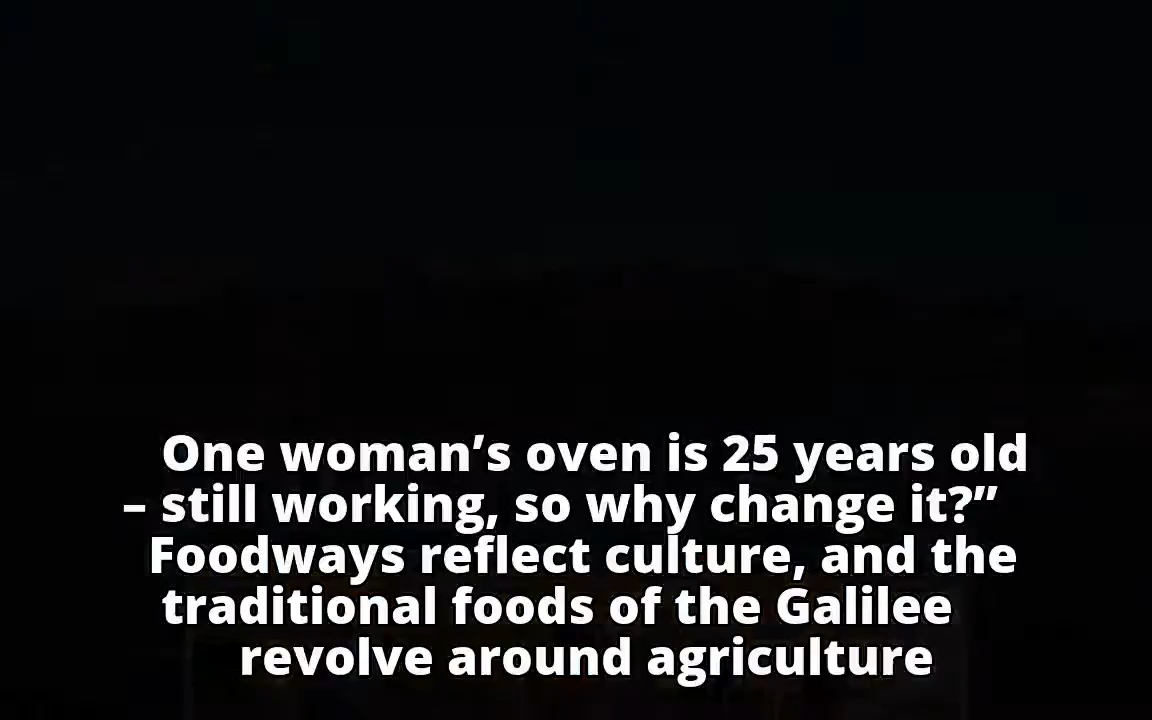 One woman’s oven is 25 years old
– still working, so why change it?”
Foodways reflect culture, and the
traditional foods of the Galilee
revolve around agriculture